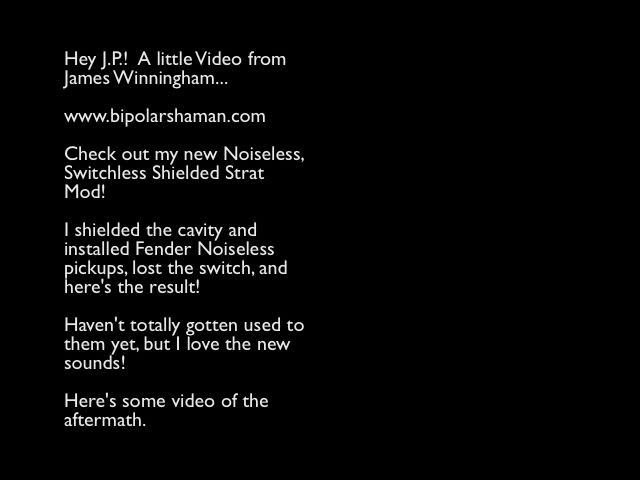 Hey J.P.!  A little Video from
James Winningham...
www.bipolarshaman.com
Check out my new Noiseless,
Switchless Shielded Strat
Mod!
I shielded the cavity and
installed Fender Noiseless
pickups, lost the switch, and
here's the result!
Haven't totally gotten used to
them yet, but I love the new
sounds!
Here's some video of the
aftermath.